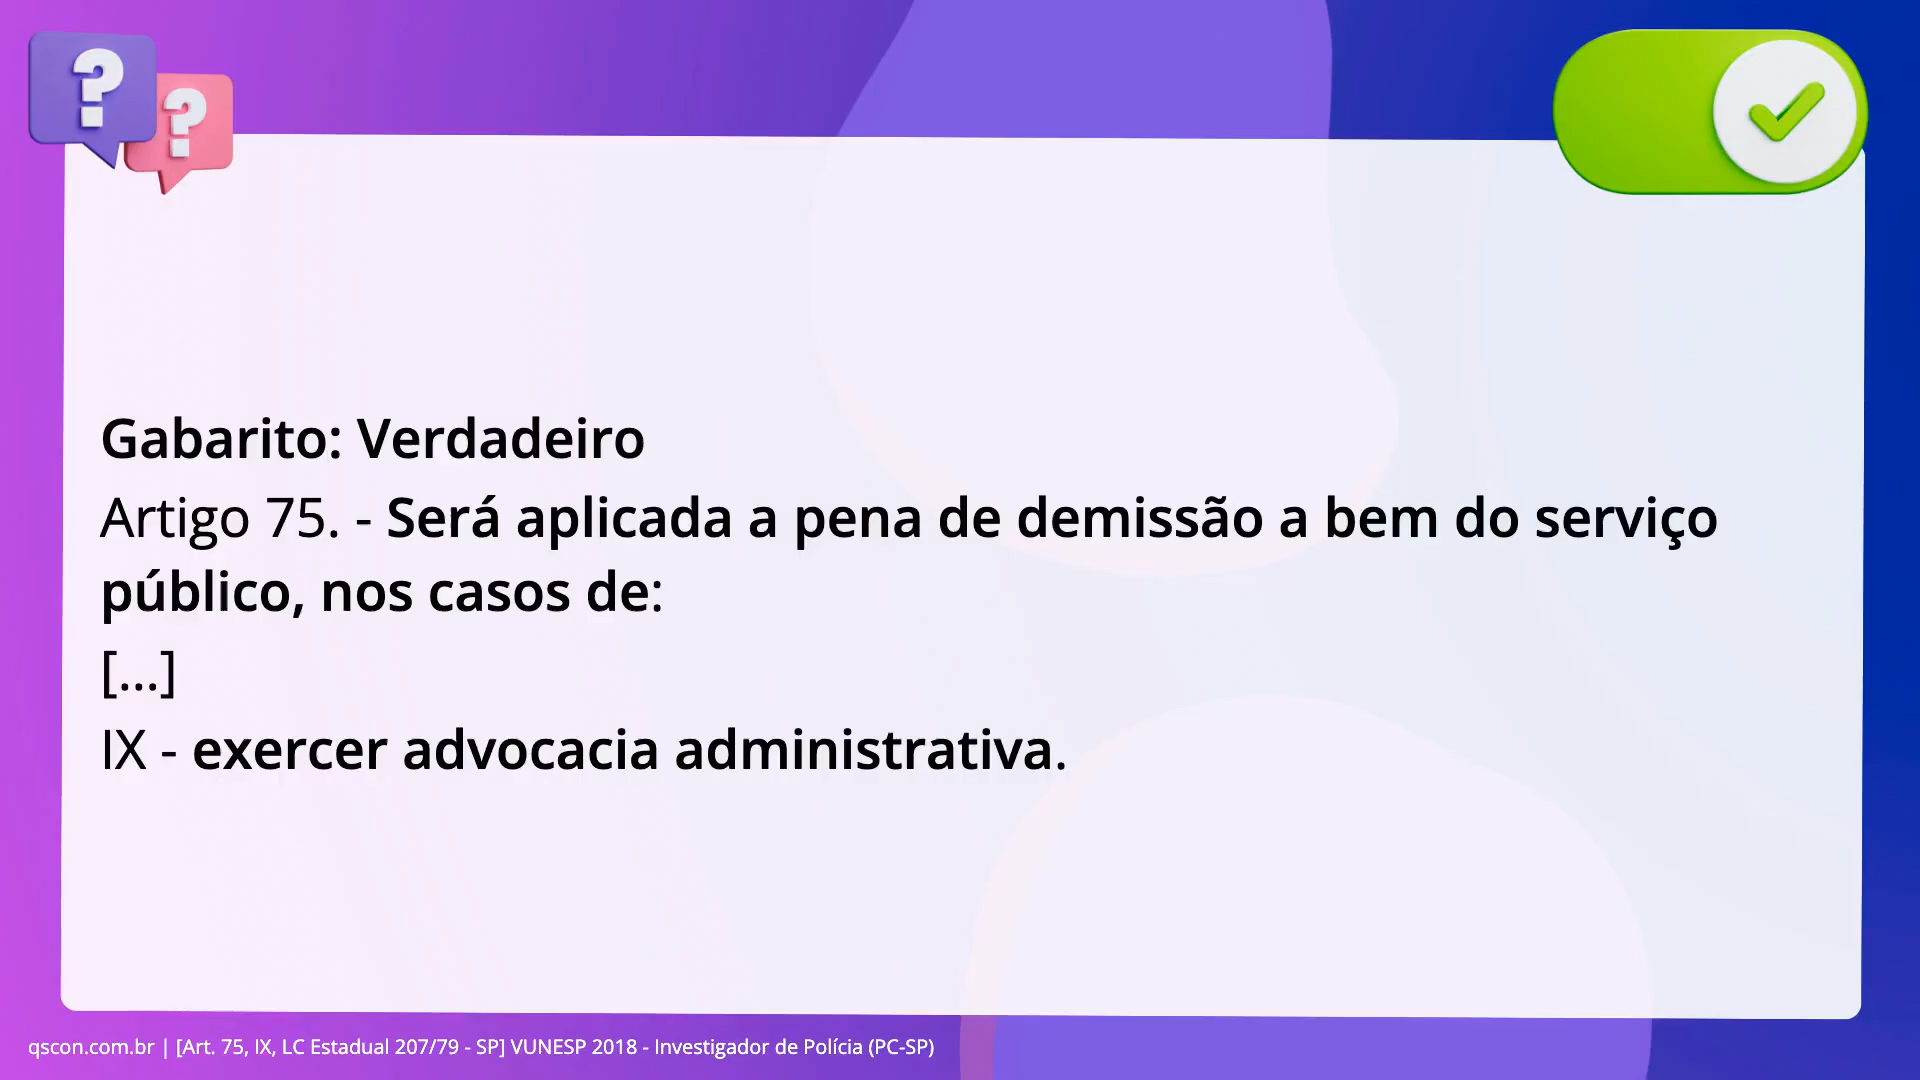 Gabarito: Verdadeiro
Artigo 75. - Será aplicada a pena de demissão a bem do serviço
público, nos casos de:
[...]
IX - exercer advocacia administrativa.
qscon.com.br | [Art. 75, IX, LC Estadual 207/79 - SP] VUNESP 2018 - Investigador de Polícia (PC-SP)